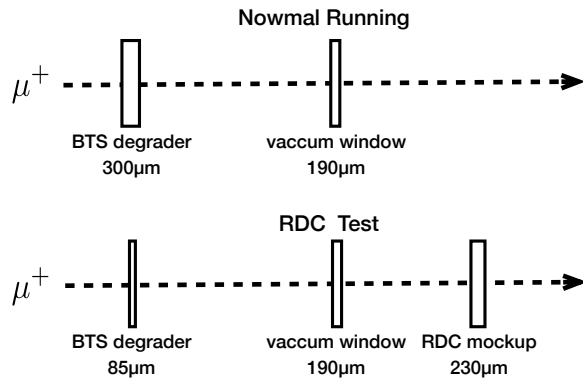 Nowmal Running
μ⁺
BTS degrader
300μm
vaccum window
190μm
RDC Test
μ⁺
BTS degrader
85μm
vaccum window
190μm
RDC mockup
230μm